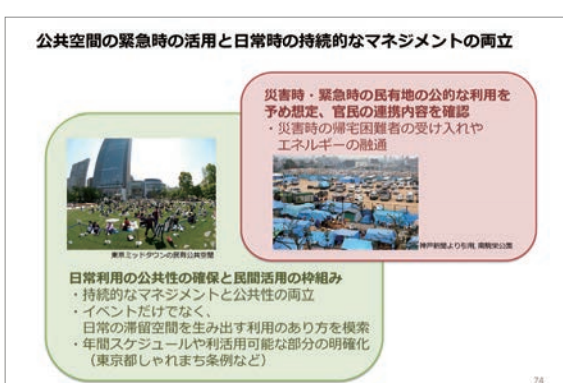 公共空間の緊急時の活用と日常時の持続的なマネジメントの両立
災害時・緊急時の民有地の公的な利用を
予め想定、官民の連携内容を確認
・災害時の帰宅困難者の受け入れや
エネルギーの融通
神戸新聞より引用, 南駒栄公園
東京ミッドタウンの民有公共空間
日常利用の公共性の確保と民間活用の枠組み
・持続的なマネジメントと公共性の両立
・イベントだけでなく、
日常の滞留空間を生み出す利用のあり方を模索
・年間スケジュールや利活用可能な部分の明確化
（東京都しゃれまち条例など）
74